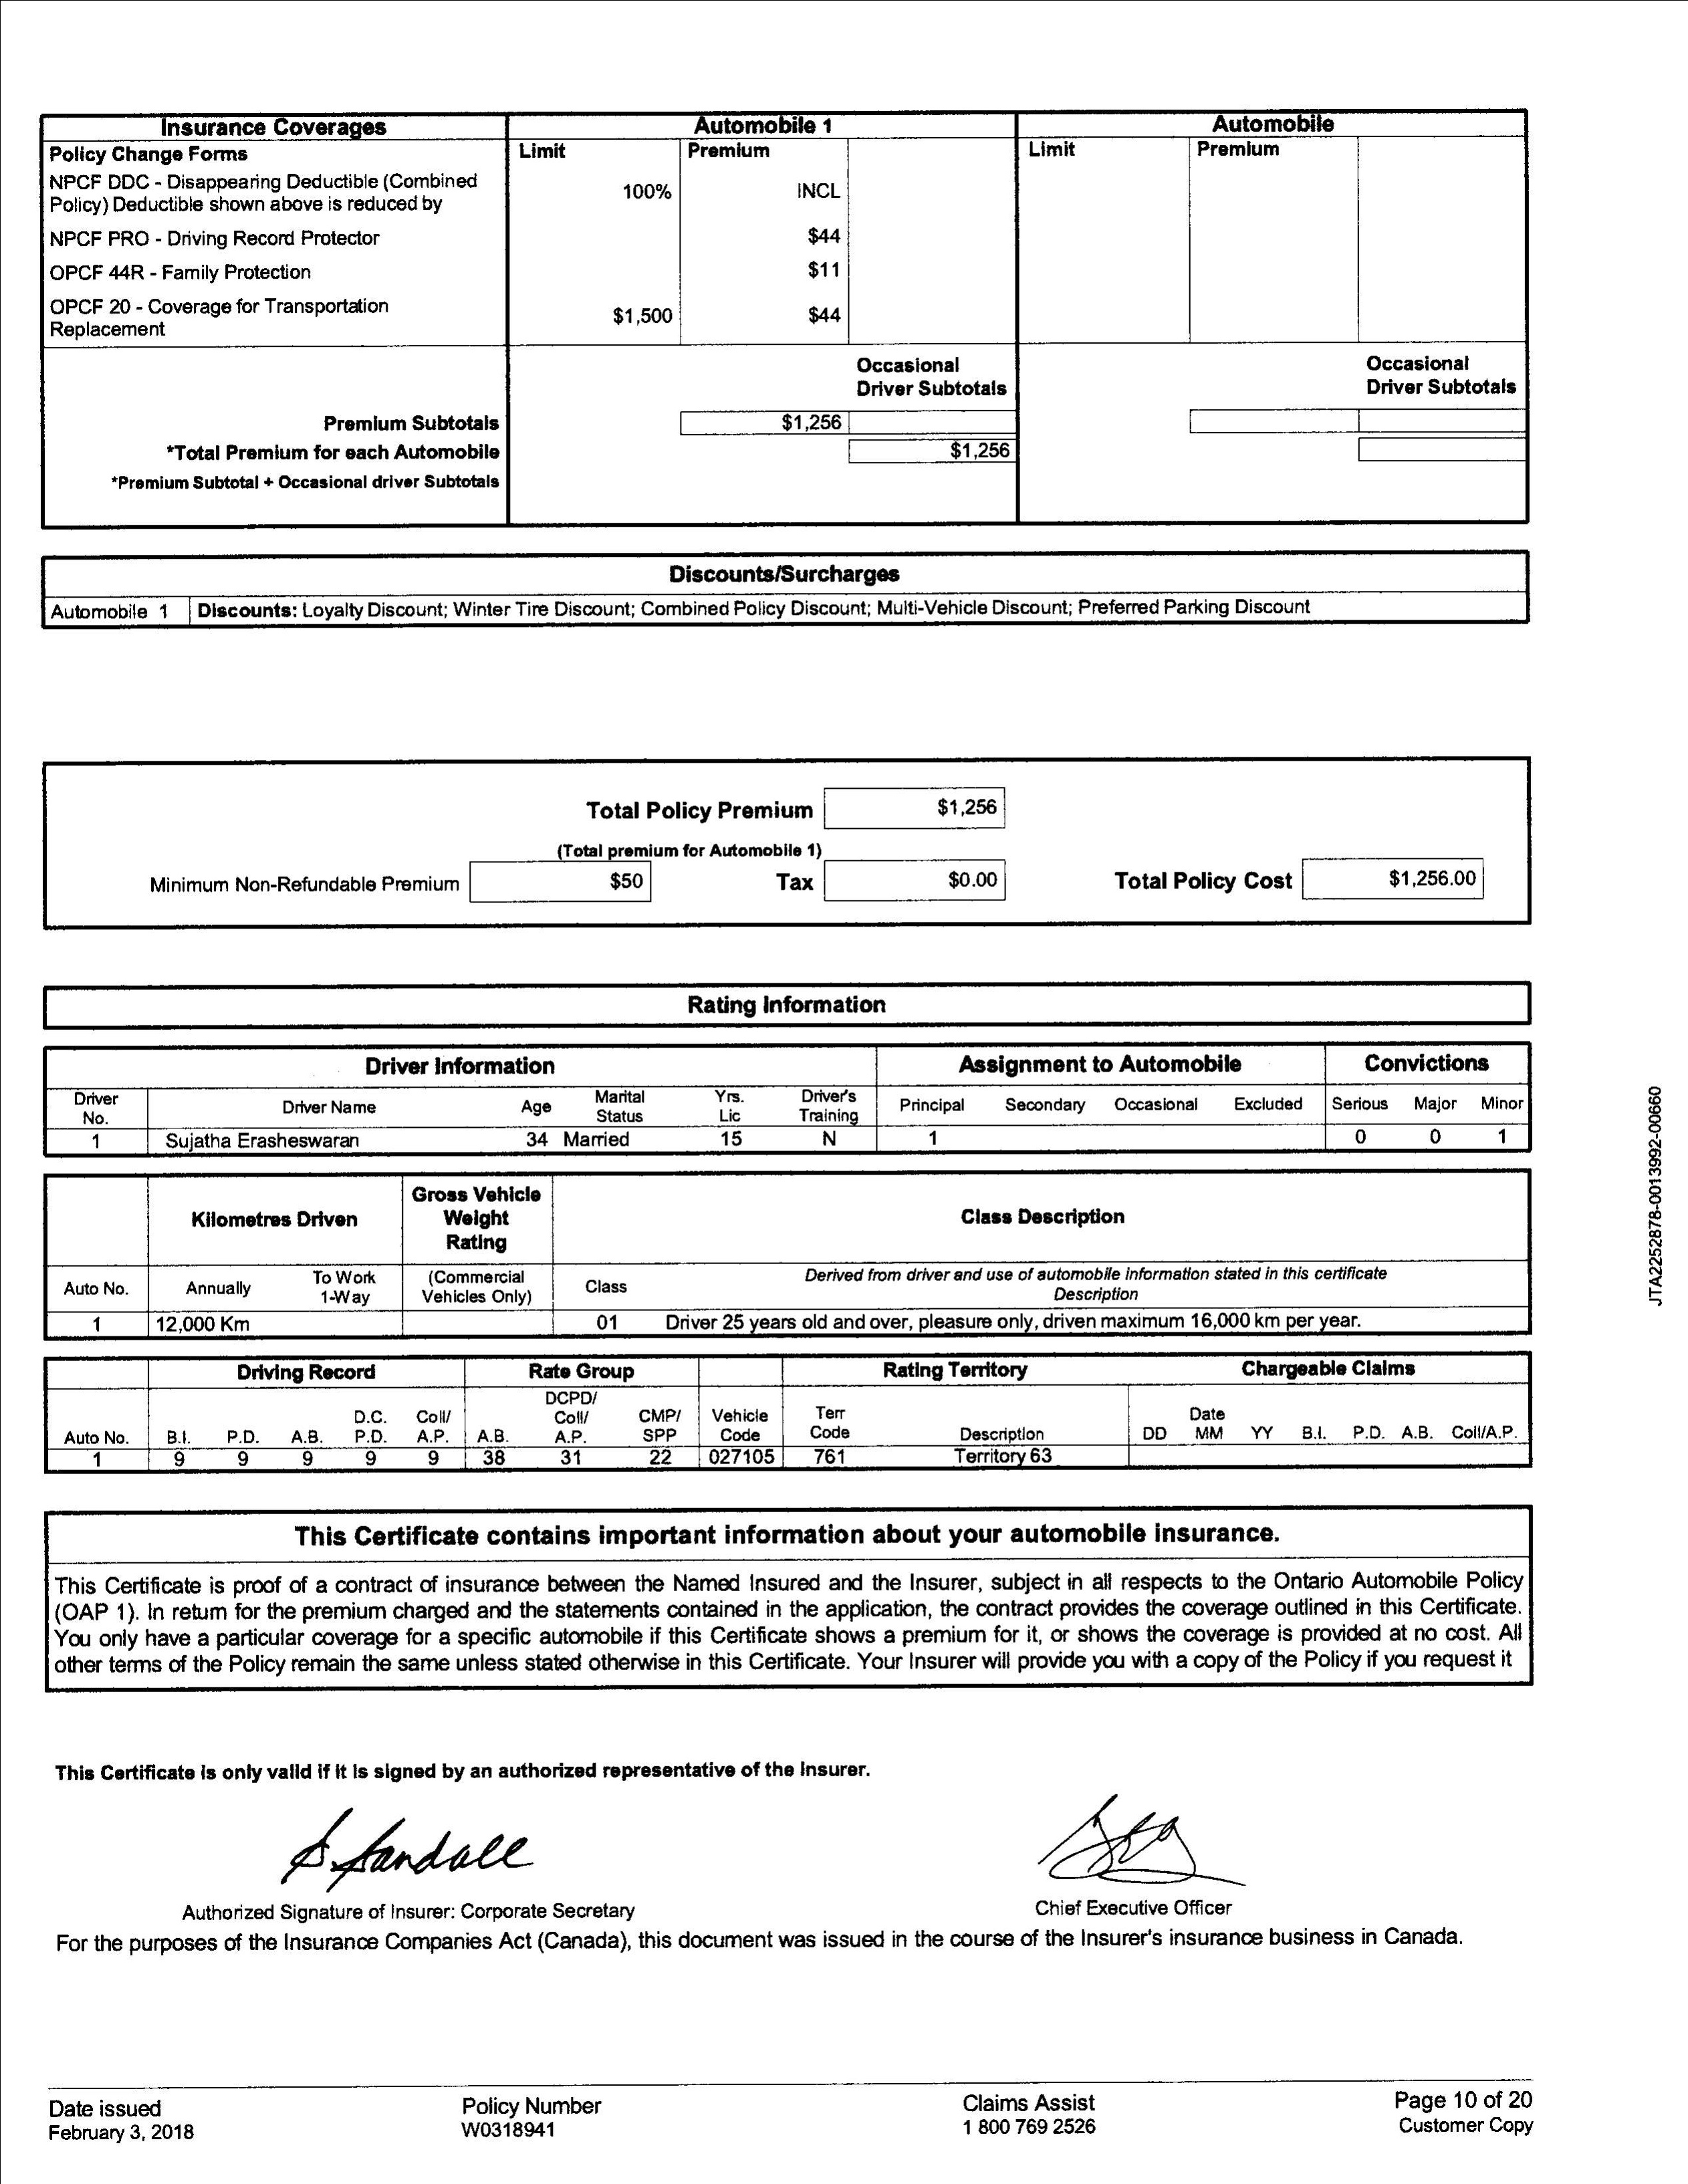 Insurance Coverages Automobile 1 Automobile
Policy Change Forms Limit Premium Limit Premium
NPCF DDC - Disappearing Deductible (Combined
Policy) Deductible shown above is reduced by 100% INCL
NPCF PRO - Driving Record Protector $44
OPCF 44R - Family Protection $11
OPCF 20 - Coverage for Transportation
Replacement $1,500 $44
Occasional Occasional
Driver Subtotals Driver Subtotals
Premium Subtotals $1,256
*Total Premium for each Automobile $1,256
*Premium Subtotal + Occasional driver Subtotals
Discounts/Surcharges
Automobile 1 Discounts: Loyalty Discount; Winter Tire Discount; Combined Policy Discount; Multi-Vehicle Discount; Preferred Parking Discount
Total Policy Premium $1,256
(Total premium for Automobile 1)
Minimum Non-Refundable Premium $50 Tax $0.00 Total Policy Cost $1,256.00
Rating Information
Driver Information Assignment to Automobile Convictions
Driver No. Driver Name Age Marital Status Yrs. Lic Driver's Training Principal Secondary Occasional Excluded Serious Major Minor
1 Sujatha Erasheswaran 34 Married 15 N 1 0 0 1
Kilometres Driven Gross Vehicle Weight Rating Class Description
Auto No. Annually To Work 1-Way (Commercial Vehicles Only) Class Derived from driver and use of automobile information stated in this certificate Description
1 12,000 Km 01 Driver 25 years old and over, pleasure only, driven maximum 16,000 km per year.
Driving Record Rate Group Rating Territory Chargeable Claims
Auto No. B.I. P.D. A.B. D.C. P.D. Coll/ A.P. A.B. DCPD/ Coll/ A.P. CMP/ SPP Vehicle Code Terr Code Description DD Date MM YY B.I. P.D. A.B. Coll/A.P.
1 9 9 9 9 9 38 31 22 027105 761 Territory 63
This Certificate contains important information about your automobile insurance.
This Certificate is proof of a contract of insurance between the Named Insured and the Insurer, subject in all respects to the Ontario Automobile Policy
(OAP 1). In return for the premium charged and the statements contained in the application, the contract provides the coverage outlined in this Certificate.
You only have a particular coverage for a specific automobile if this Certificate shows a premium for it, or shows the coverage is provided at no cost. All
other terms of the Policy remain the same unless stated otherwise in this Certificate. Your Insurer will provide you with a copy of the Policy if you request it
This Certificate is only valid if it is signed by an authorized representative of the Insurer.
Authorized Signature of Insurer: Corporate Secretary Chief Executive Officer
For the purposes of the Insurance Companies Act (Canada), this document was issued in the course of the Insurer's insurance business in Canada.
Date issued Policy Number Claims Assist Page 10 of 20
February 3, 2018 W0318941 1 800 769 2526 Customer Copy
JTA2252878-0013992-00660